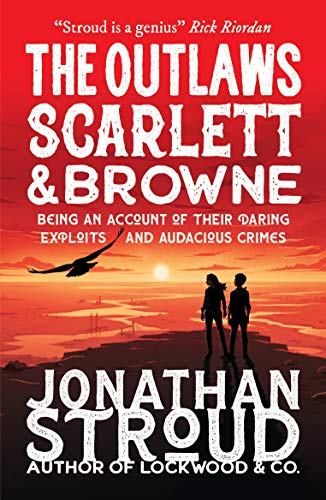 “Stroud is a genius” Rick Riordan
THE OUTLAWS
SCARLETT
& BROWNE
BEING AN ACCOUNT OF THEIR DARING
EXPLOITS AND AUDACIOUS CRIMES
JONATHAN
STROUD
AUTHOR OF LOCKWOOD & CO.